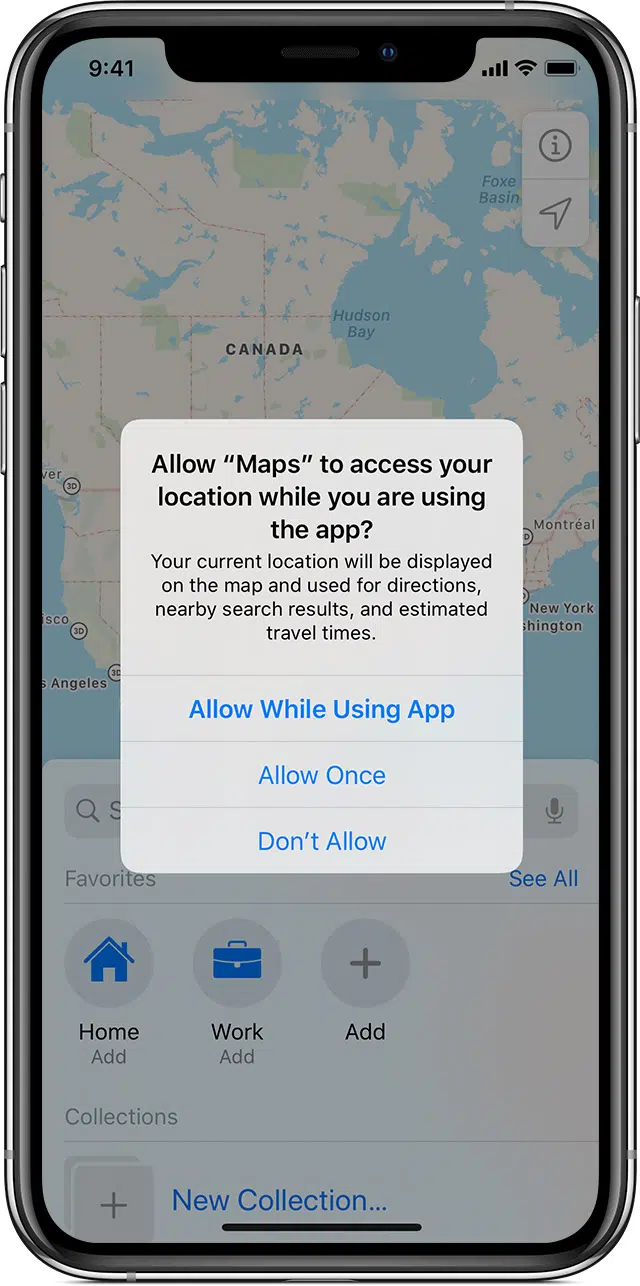 9:41
Foxe
Basin
Hudson
Bay
CANADA
Allow “Maps” to access your
location while you are using
the app?
Your current location will be displayed
on the map and used for directions,
nearby search results, and estimated
travel times.
ver
3D
Montréal
New York
shington
isco
3D
s Angeles
Allow While Using App
Allow Once
Don’t Allow
S
Favorites
See All
Home
Work
Add
Add
Add
Collections
New Collection...